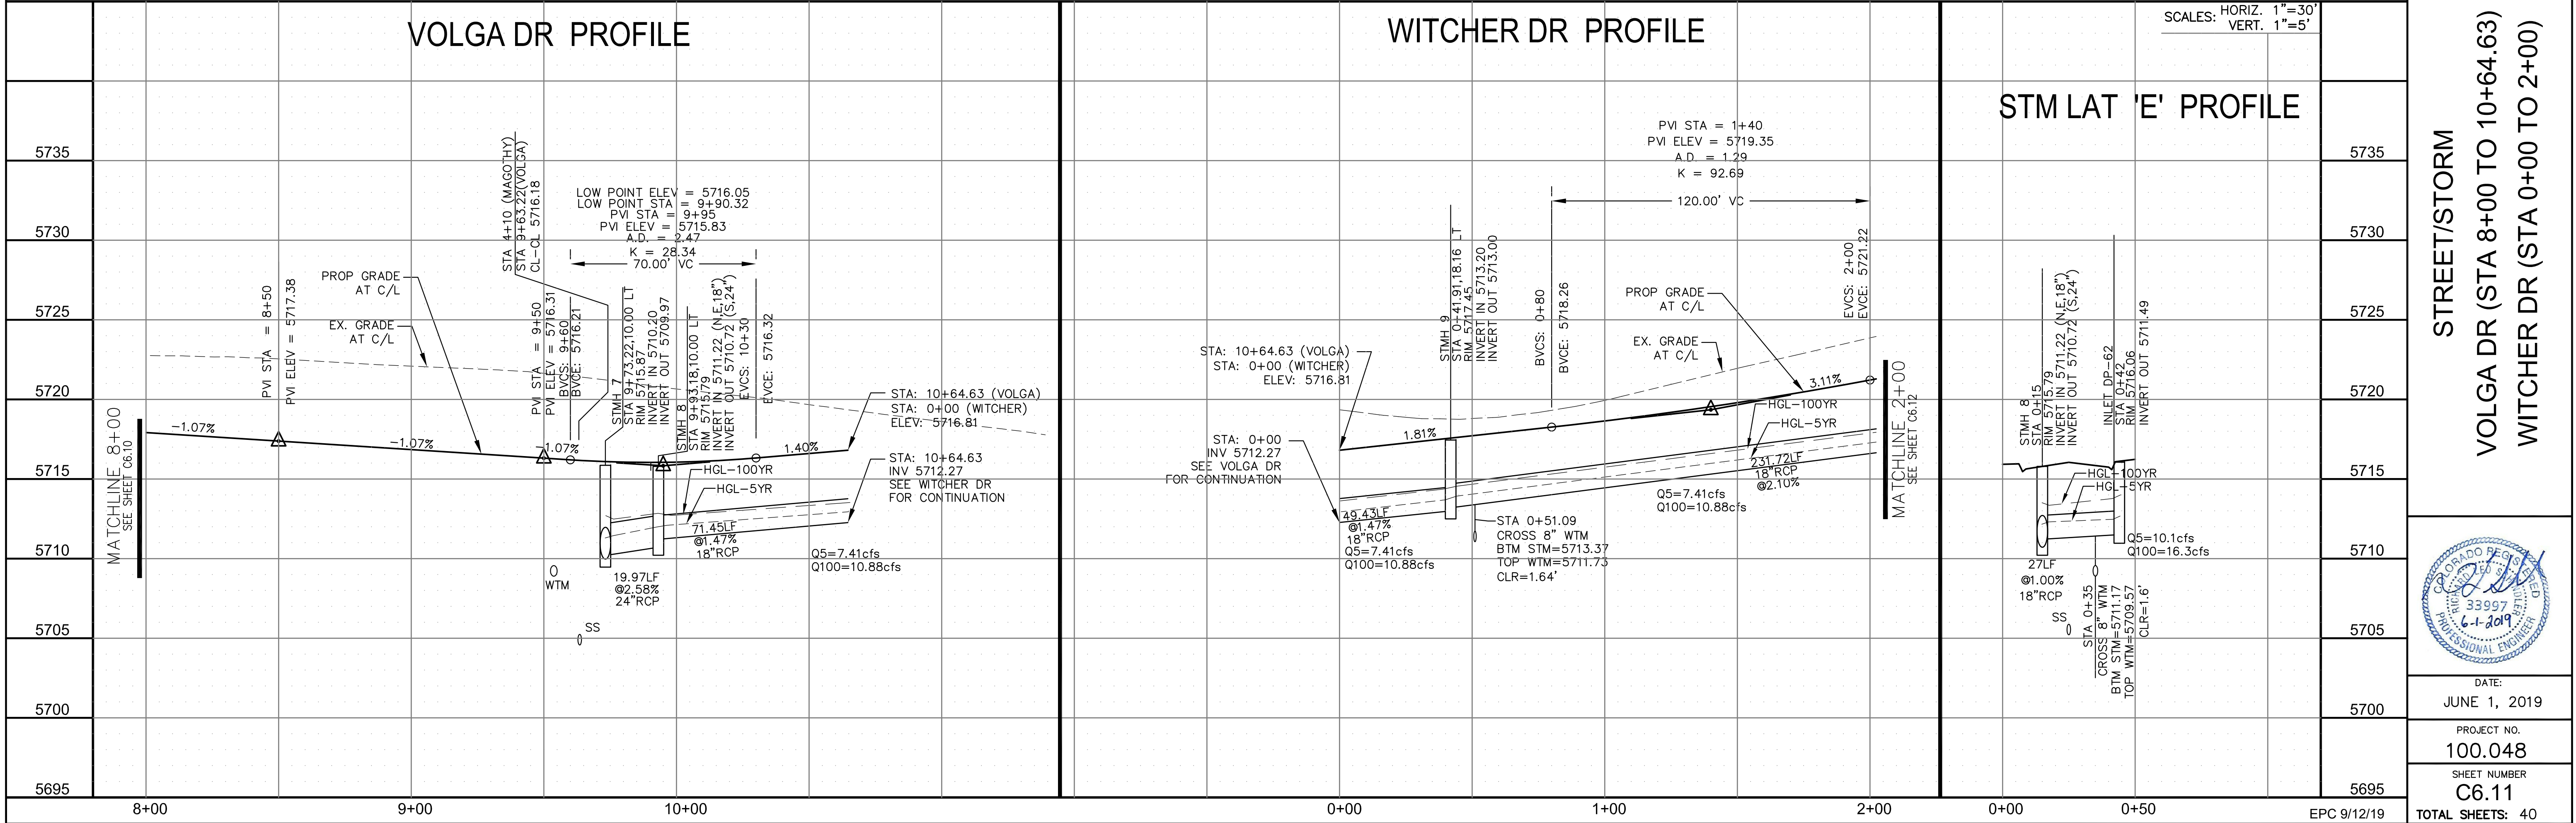 VOLGA DR PROFILE
5735
5730
5725
5720
5715
5710
5705
5700
5695
MATCHLINE 8+00
SEE SHEET C6.10
-1.07%
PVI STA = 8+50
PVI ELEV = 5717.38
PROP GRADE
AT C/L
EX. GRADE
AT C/L
-1.07%
STA 4+10 (MAGOTHY)
STA 9+63.22(VOLGA)
CL-CL 5716.18
LOW POINT ELEV = 5716.05
LOW POINT STA = 9+90.32
PVI STA = 9+95
PVI ELEV = 5715.83
A.D. = 2.47
K = 28.34
70.00' VC
PVI STA = 9+50
PVI ELEV = 5716.31
BVCS: 9+60
BVCE: 5716.21
-1.07%
STMH 7
STA 9+73.22,10.00 LT
RIM 5715.87
INVERT IN 5710.20
INVERT OUT 5709.97
STMH 8
STA 9+93.18,10.00 LT
RIM 5715.79
INVERT IN 5711.22 (N,E,18")
INVERT OUT 5710.72 (S,24")
EVCS: 10+30
EVCE: 5716.32
1.40%
STA: 10+64.63 (VOLGA)
STA: 0+00 (WITCHER)
ELEV: 5716.81
STA: 10+64.63
INV 5712.27
SEE WITCHER DR
FOR CONTINUATION
HGL-100YR
HGL-5YR
71.45LF
@1.47%
18"RCP
Q5=7.41cfs
Q100=10.88cfs
19.97LF
@2.58%
24"RCP
WTM
SS
8+00
9+00
10+00
WITCHER DR PROFILE
PVI STA = 1+40
PVI ELEV = 5719.35
A.D. = 1.29
K = 92.69
120.00' VC
STMH 9
STA 0+41.91,18.16 LT
RIM 5717.45
INVERT IN 5713.20
INVERT OUT 5713.00
BVCS: 0+80
BVCE: 5718.26
EVCS: 2+00
EVCE: 5721.22
PROP GRADE
AT C/L
EX. GRADE
AT C/L
STA: 10+64.63 (VOLGA)
STA: 0+00 (WITCHER)
ELEV: 5716.81
1.81%
3.11%
HGL-100YR
HGL-5YR
STA: 0+00
INV 5712.27
SEE VOLGA DR
FOR CONTINUATION
49.43LF
@1.47%
18"RCP
Q5=7.41cfs
Q100=10.88cfs
STA 0+51.09
CROSS 8" WTM
BTM STM=5713.37
TOP WTM=5711.73
CLR=1.64'
231.72LF
18"RCP
@2.10%
Q5=7.41cfs
Q100=10.88cfs
MATCHLINE 2+00
SEE SHEET C6.12
0+00
1+00
2+00
SCALES: HORIZ. 1"=30'
VERT. 1"=5'
STM LAT 'E' PROFILE
STMH 8
STA 0+15
RIM 5715.79
INVERT IN 5711.22 (N,E,18")
INVERT OUT 5710.72 (S,24")
INLET DP-62
STA 0+42
RIM 5716.06
INVERT OUT 5711.49
HGL-100YR
HGL-5YR
Q5=10.1cfs
Q100=16.3cfs
27LF
@1.00%
18"RCP
SS
STA 0+35
CROSS 8" WTM
BTM STM=5711.17
TOP WTM=5709.57
CLR=1.6'
0+00
0+50
5735
5730
5725
5720
5715
5710
5705
5700
5695
EPC 9/12/19
STREET/STORM
VOLGA DR (STA 8+00 TO 10+64.63)
WITCHER DR (STA 0+00 TO 2+00)
COLORADO REGISTERED
33997
6-1-2019
PROFESSIONAL ENGINEER
DATE:
JUNE 1, 2019
PROJECT NO.
100.048
SHEET NUMBER
C6.11
TOTAL SHEETS: 40